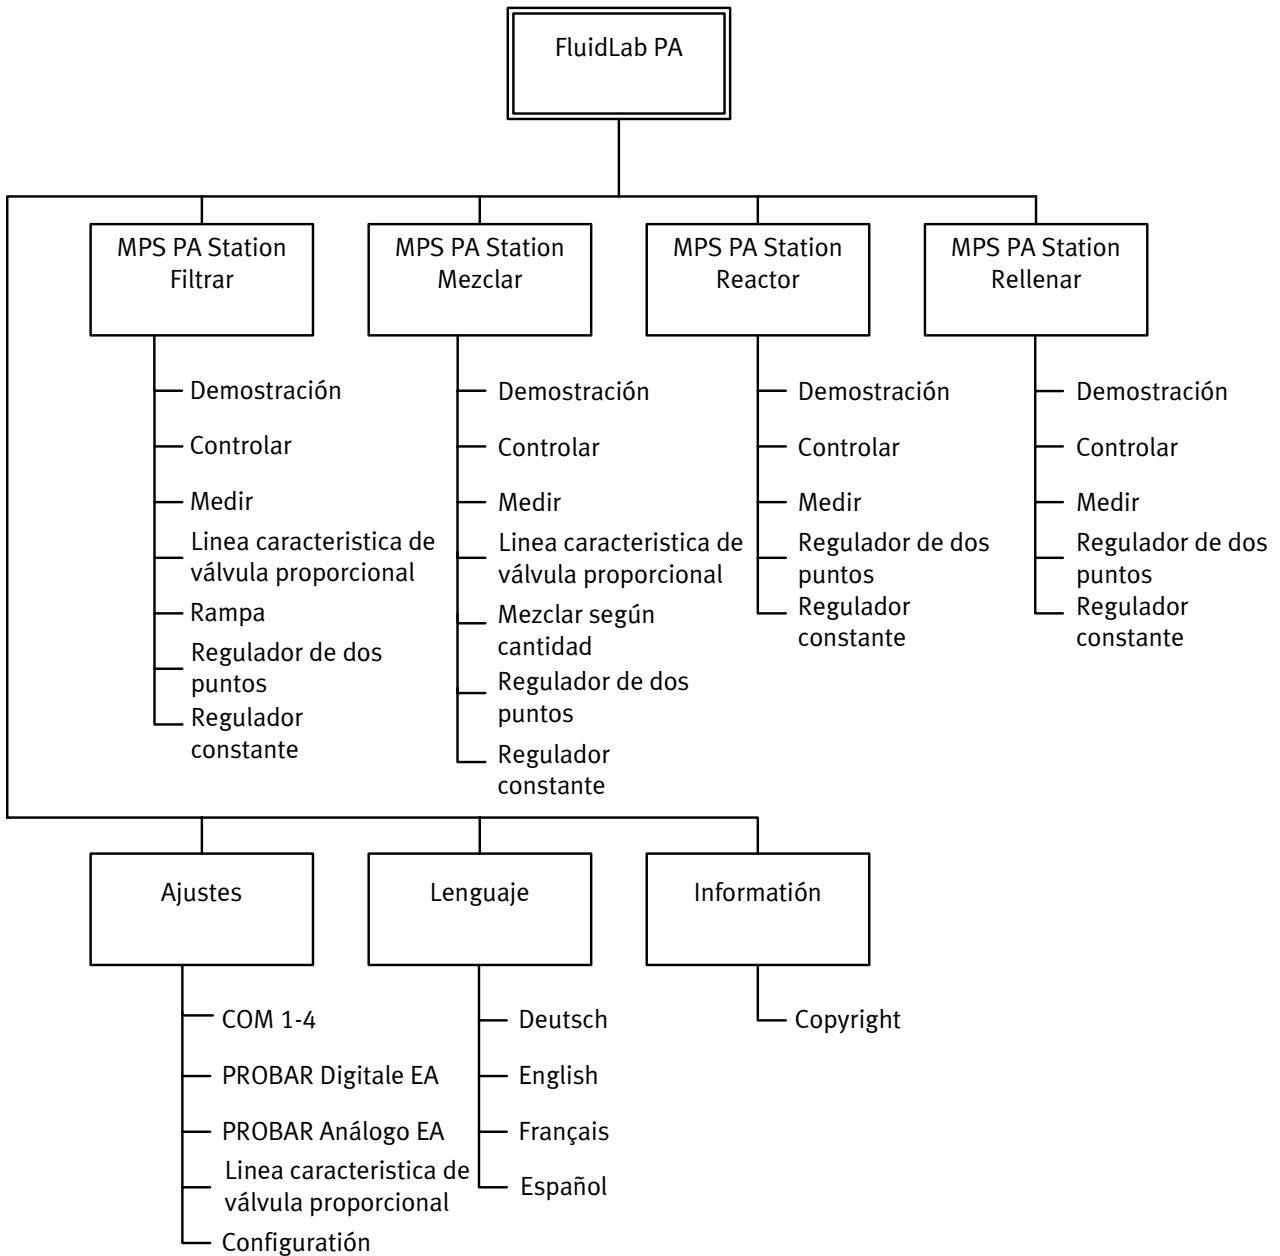 FluidLab PA
MPS PA Station
Filtrar
Demostración
Controlar
Medir
Linea caracteristica de
válvula proporcional
Rampa
Regulador de dos
puntos
Regulador
constante
MPS PA Station
Mezclar
Demostración
Controlar
Medir
Linea caracteristica de
válvula proporcional
Mezclar según
cantidad
Regulador de dos
puntos
Regulador
constante
MPS PA Station
Reactor
Demostración
Controlar
Medir
Regulador de dos
puntos
Regulador
constante
MPS PA Station
Rellenar
Demostración
Controlar
Medir
Regulador de dos
puntos
Regulador
constante
Ajustes
COM 1-4
PROBAR Digitale EA
PROBAR Análogo EA
Linea caracteristica de
válvula proporcional
Configuratión
Lenguaje
Deutsch
English
Français
Español
Informatión
Copyright